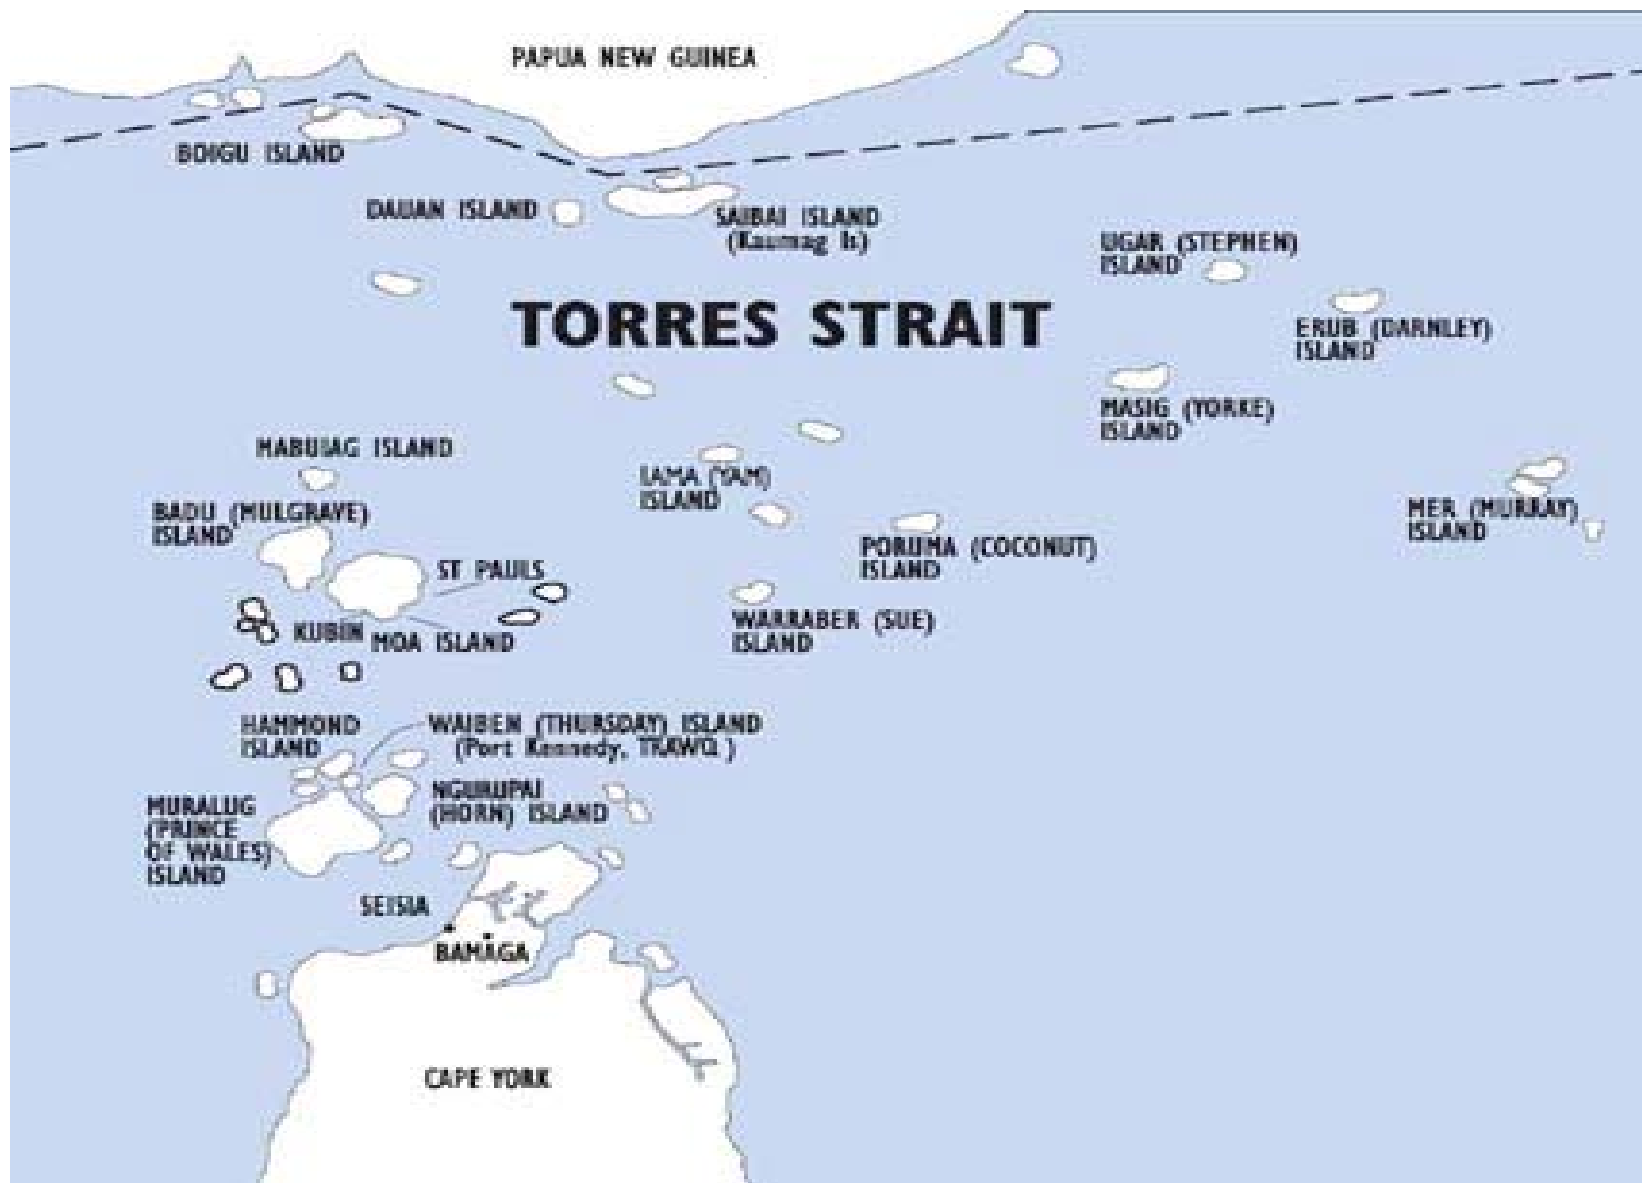 PAPUA NEW GUINEA
BOIGU ISLAND
DAUAN ISLAND
SAIBAI ISLAND
(Kaumag Is)
UGAR (STEPHEN)
ISLAND
TORRES STRAIT
ERUB (DARNLEY)
ISLAND
MASIG (YORKE)
ISLAND
MABUIAG ISLAND
IAMA (YAM)
ISLAND
BADU (MULGRAVE)
ISLAND
MER (MURRAY)
ISLAND
PORUMA (COCONUT)
ISLAND
ST PAULS
WARRABER (SUE)
ISLAND
KUBIN
MOA ISLAND
HAMMOND
ISLAND
WAIBEN (THURSDAY) ISLAND
(Port Kennedy, TRAWQ )
NGURUPAI
(HORN) ISLAND
MURALUG
(PRINCE
OF WALES)
ISLAND
SEISIA
BAMAGA
CAPE YORK